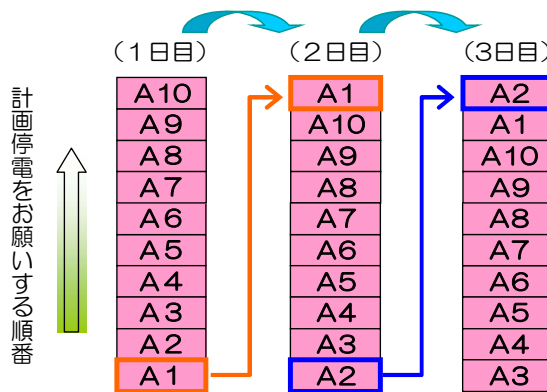 (1日目) (2日目) (3日目)
計画停電をお願いする順番
A10 A1 A2
A9 A10 A1
A8 A9 A10
A7 A8 A9
A6 A7 A8
A5 A6 A7
A4 A5 A6
A3 A4 A5
A2 A3 A4
A1 A2 A3